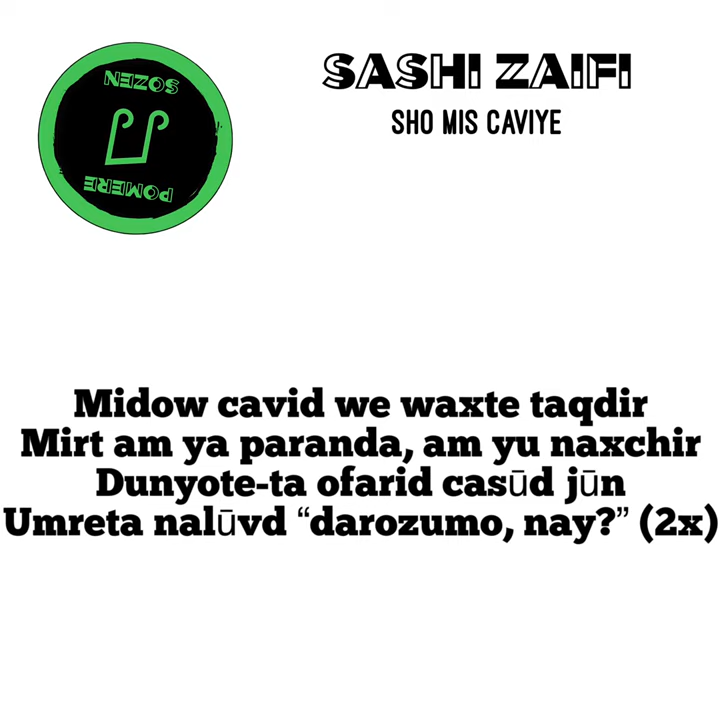 SOZEN
POMERE
SASHI ZAIFI
SHO MIS CAVIYE
Midow cavid we waxte taqdir
Mirt am ya paranda, am yu naxchir
Dunyote-ta ofarid casūd jūn
Umreta nalūvd “darozumo, nay?” (2x)